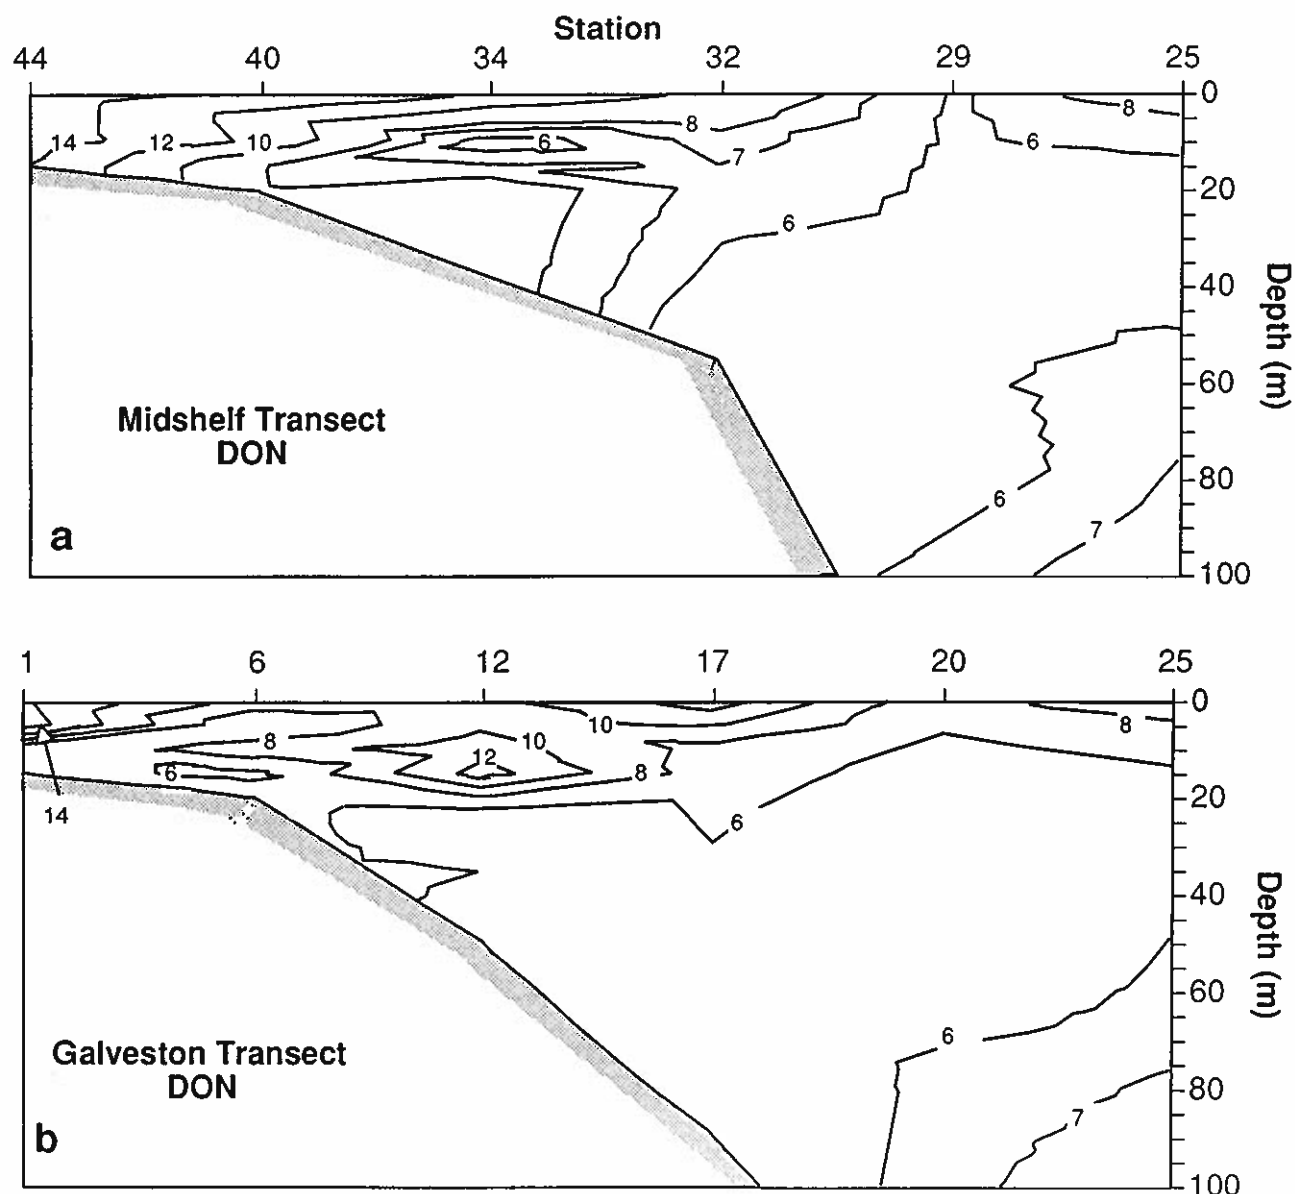 Station
44 40 34 32 29 25
0
8
14 12 10 6 8 7 6
20
6
40
Depth (m)
60
Midshelf Transect
DON
80
6
7
a
100
1 6 12 17 20 25
0
10 8
8 10
12
6 8
14
20
6
40
Depth (m)
60
6
Galveston Transect
DON
80
7
b
100